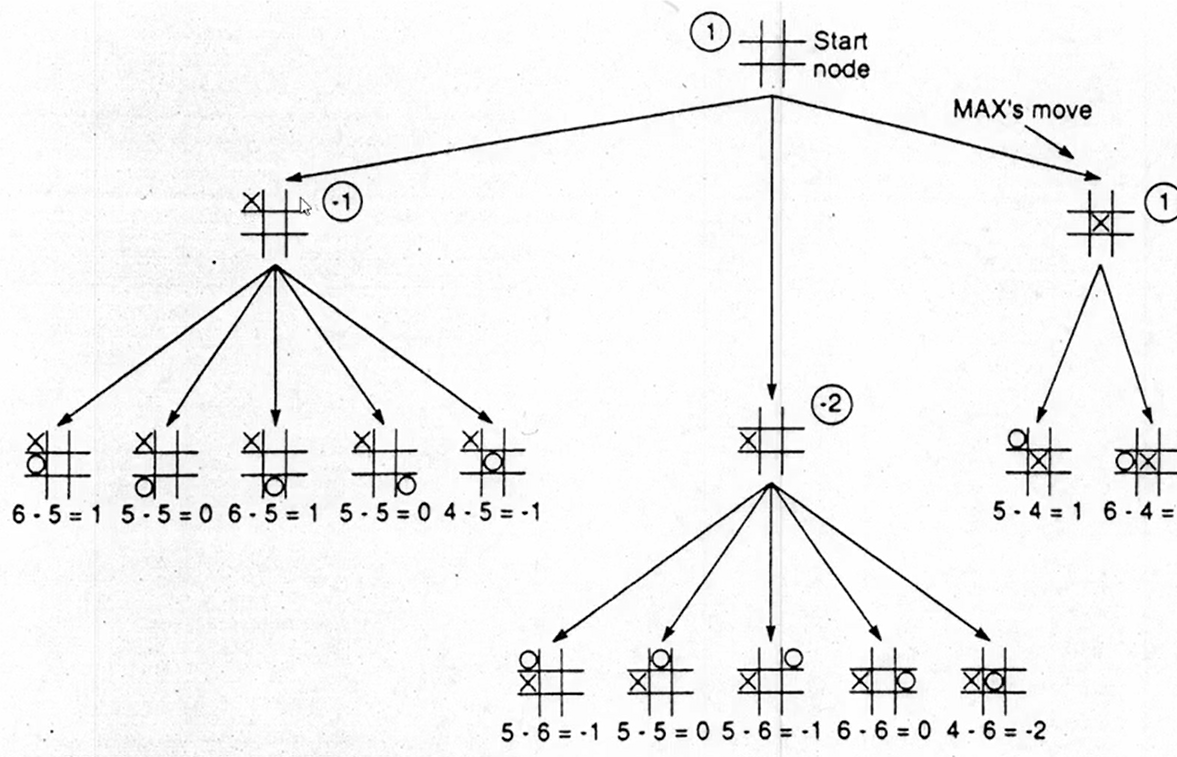 1
Start
node
MAX's move
-1
1
-2
6 - 5 = 1
5 - 5 = 0
6 - 5 = 1
5 - 5 = 0
4 - 5 = -1
5 - 4 = 1
6 - 4 =
5 - 6 = -1
5 - 5 = 0
5 - 6 = -1
6 - 6 = 0
4 - 6 = -2